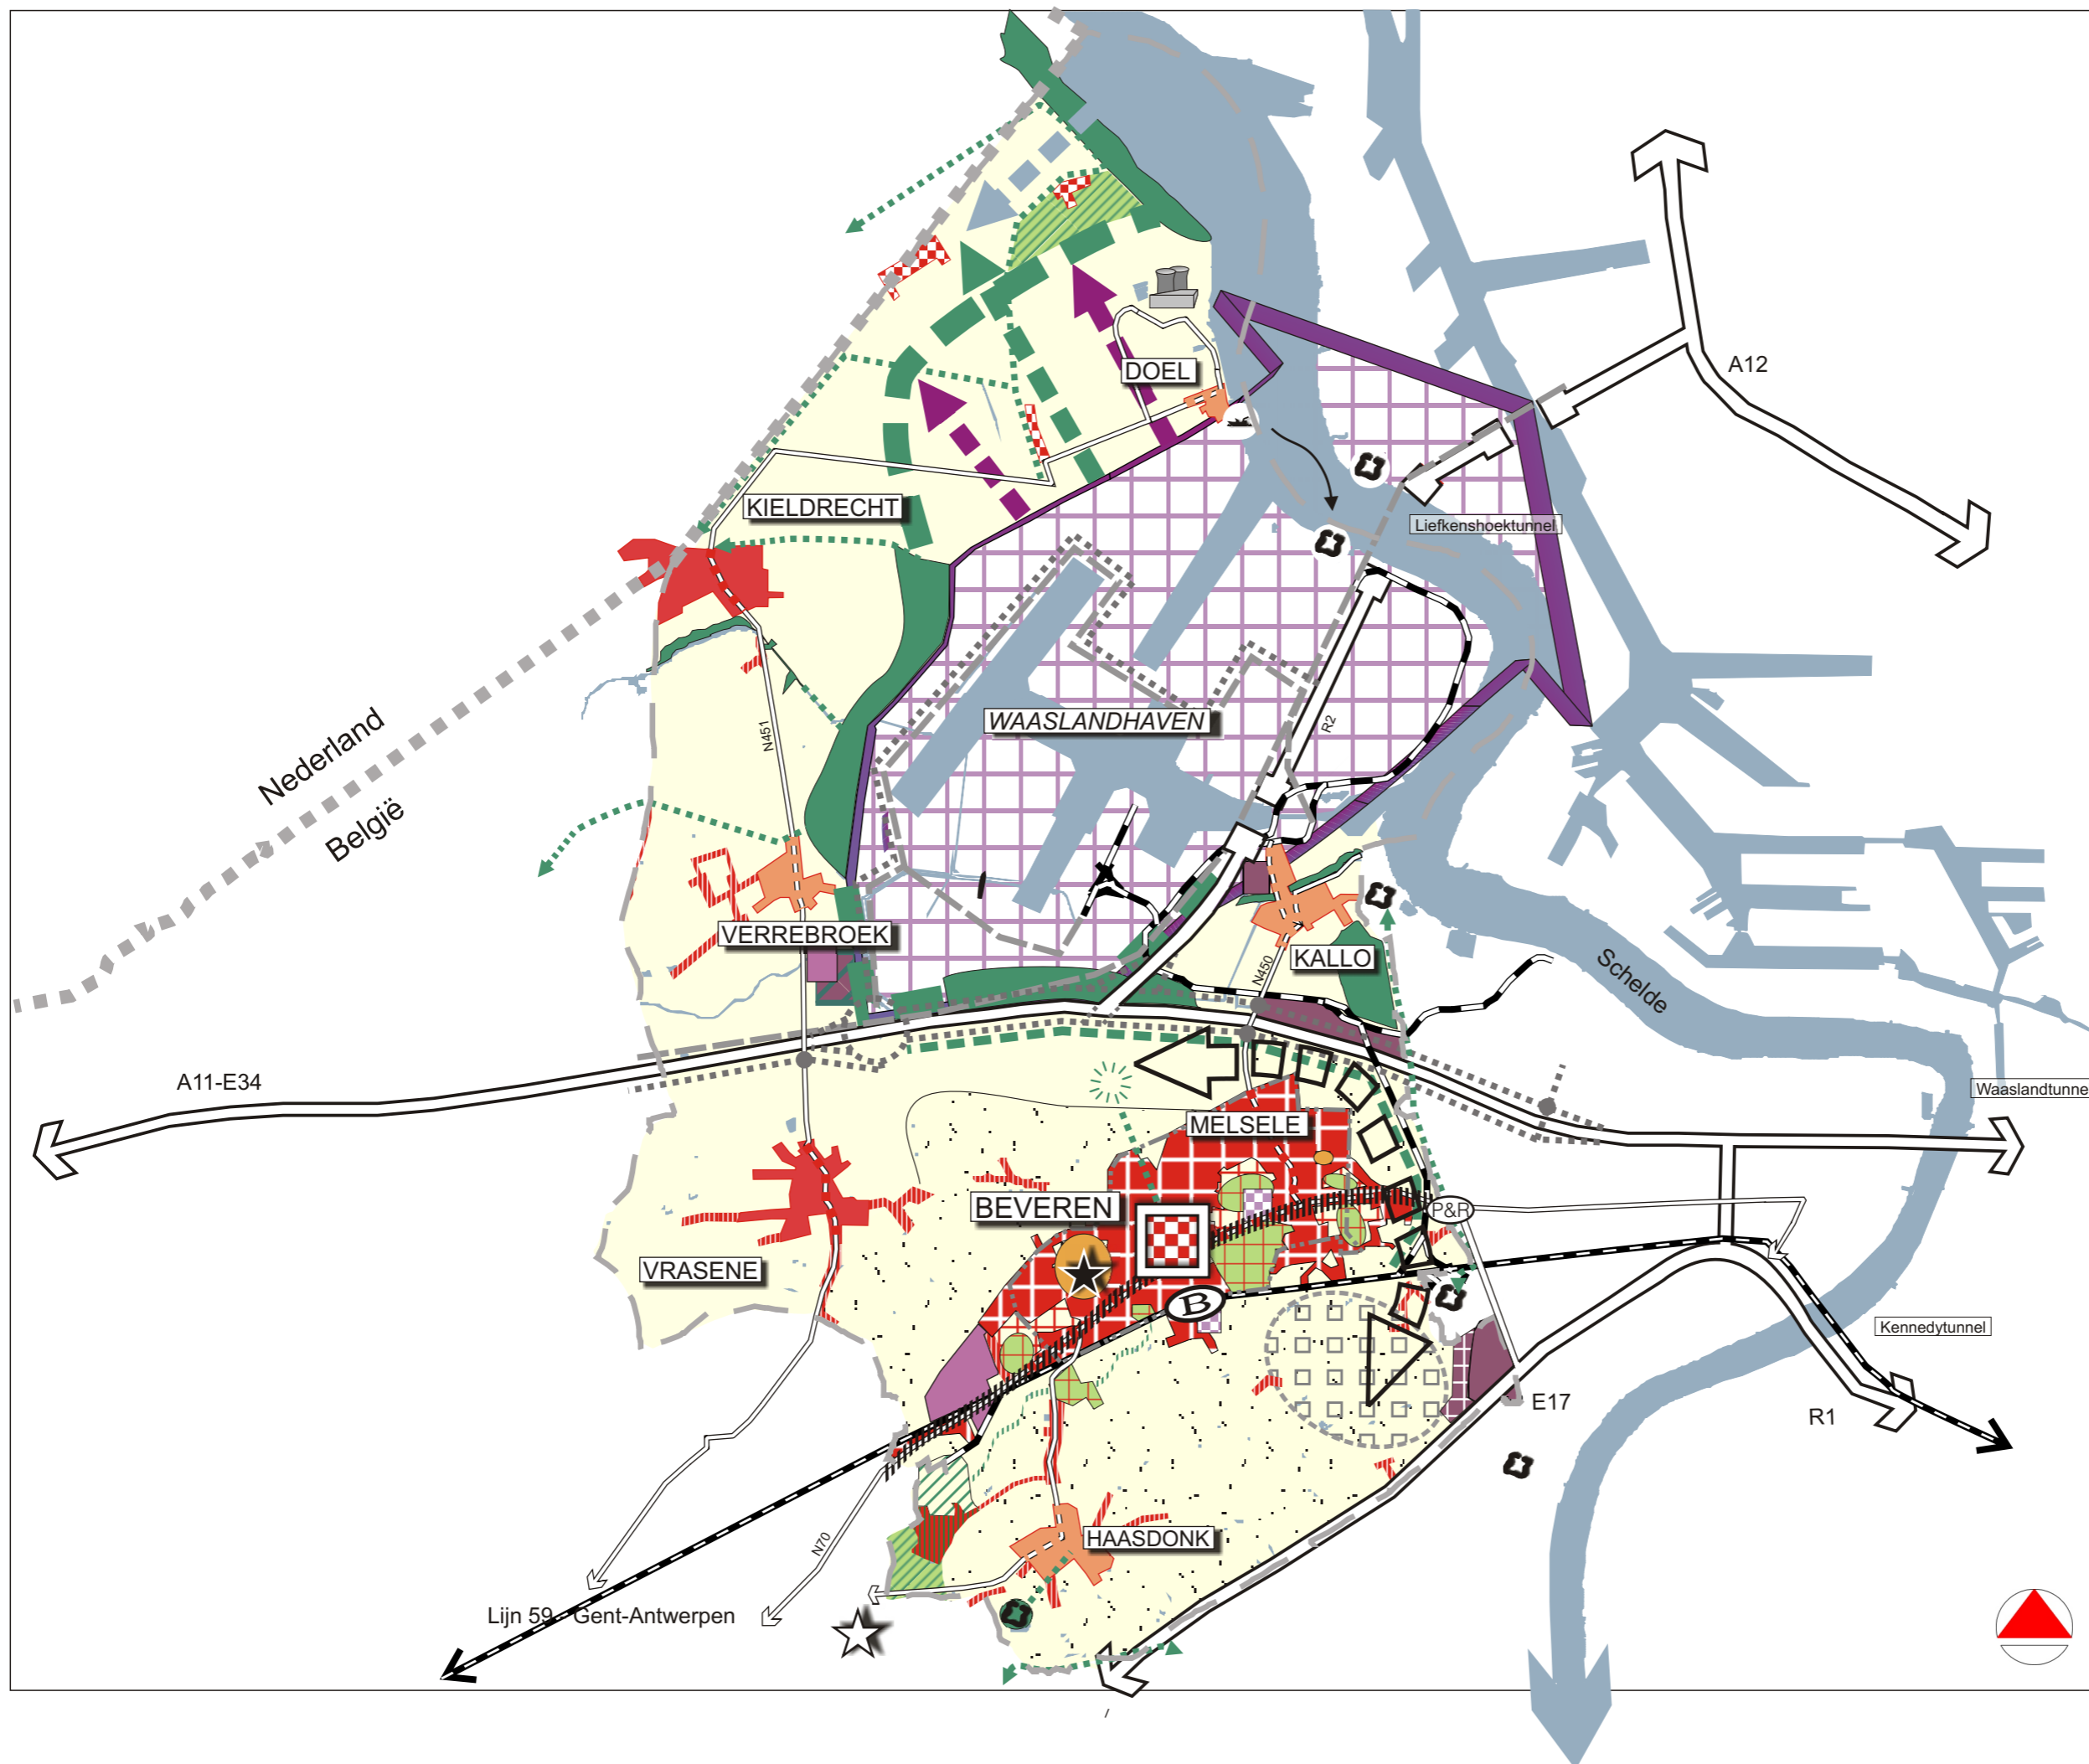 A12
DOEL
KIELDRECHT
Liefkenshoektunnel
WAASLANDHAVEN
R2
N451
Nederland
België
VERREBROEK
KALLO
N450
Schelde
A11-E34
Waaslandtunne
MELSELE
BEVEREN
P&R
VRASENE
B
Kennedytunnel
E17
R1
HAASDONK
N70
Lijn 59 Gent-Antwerpen